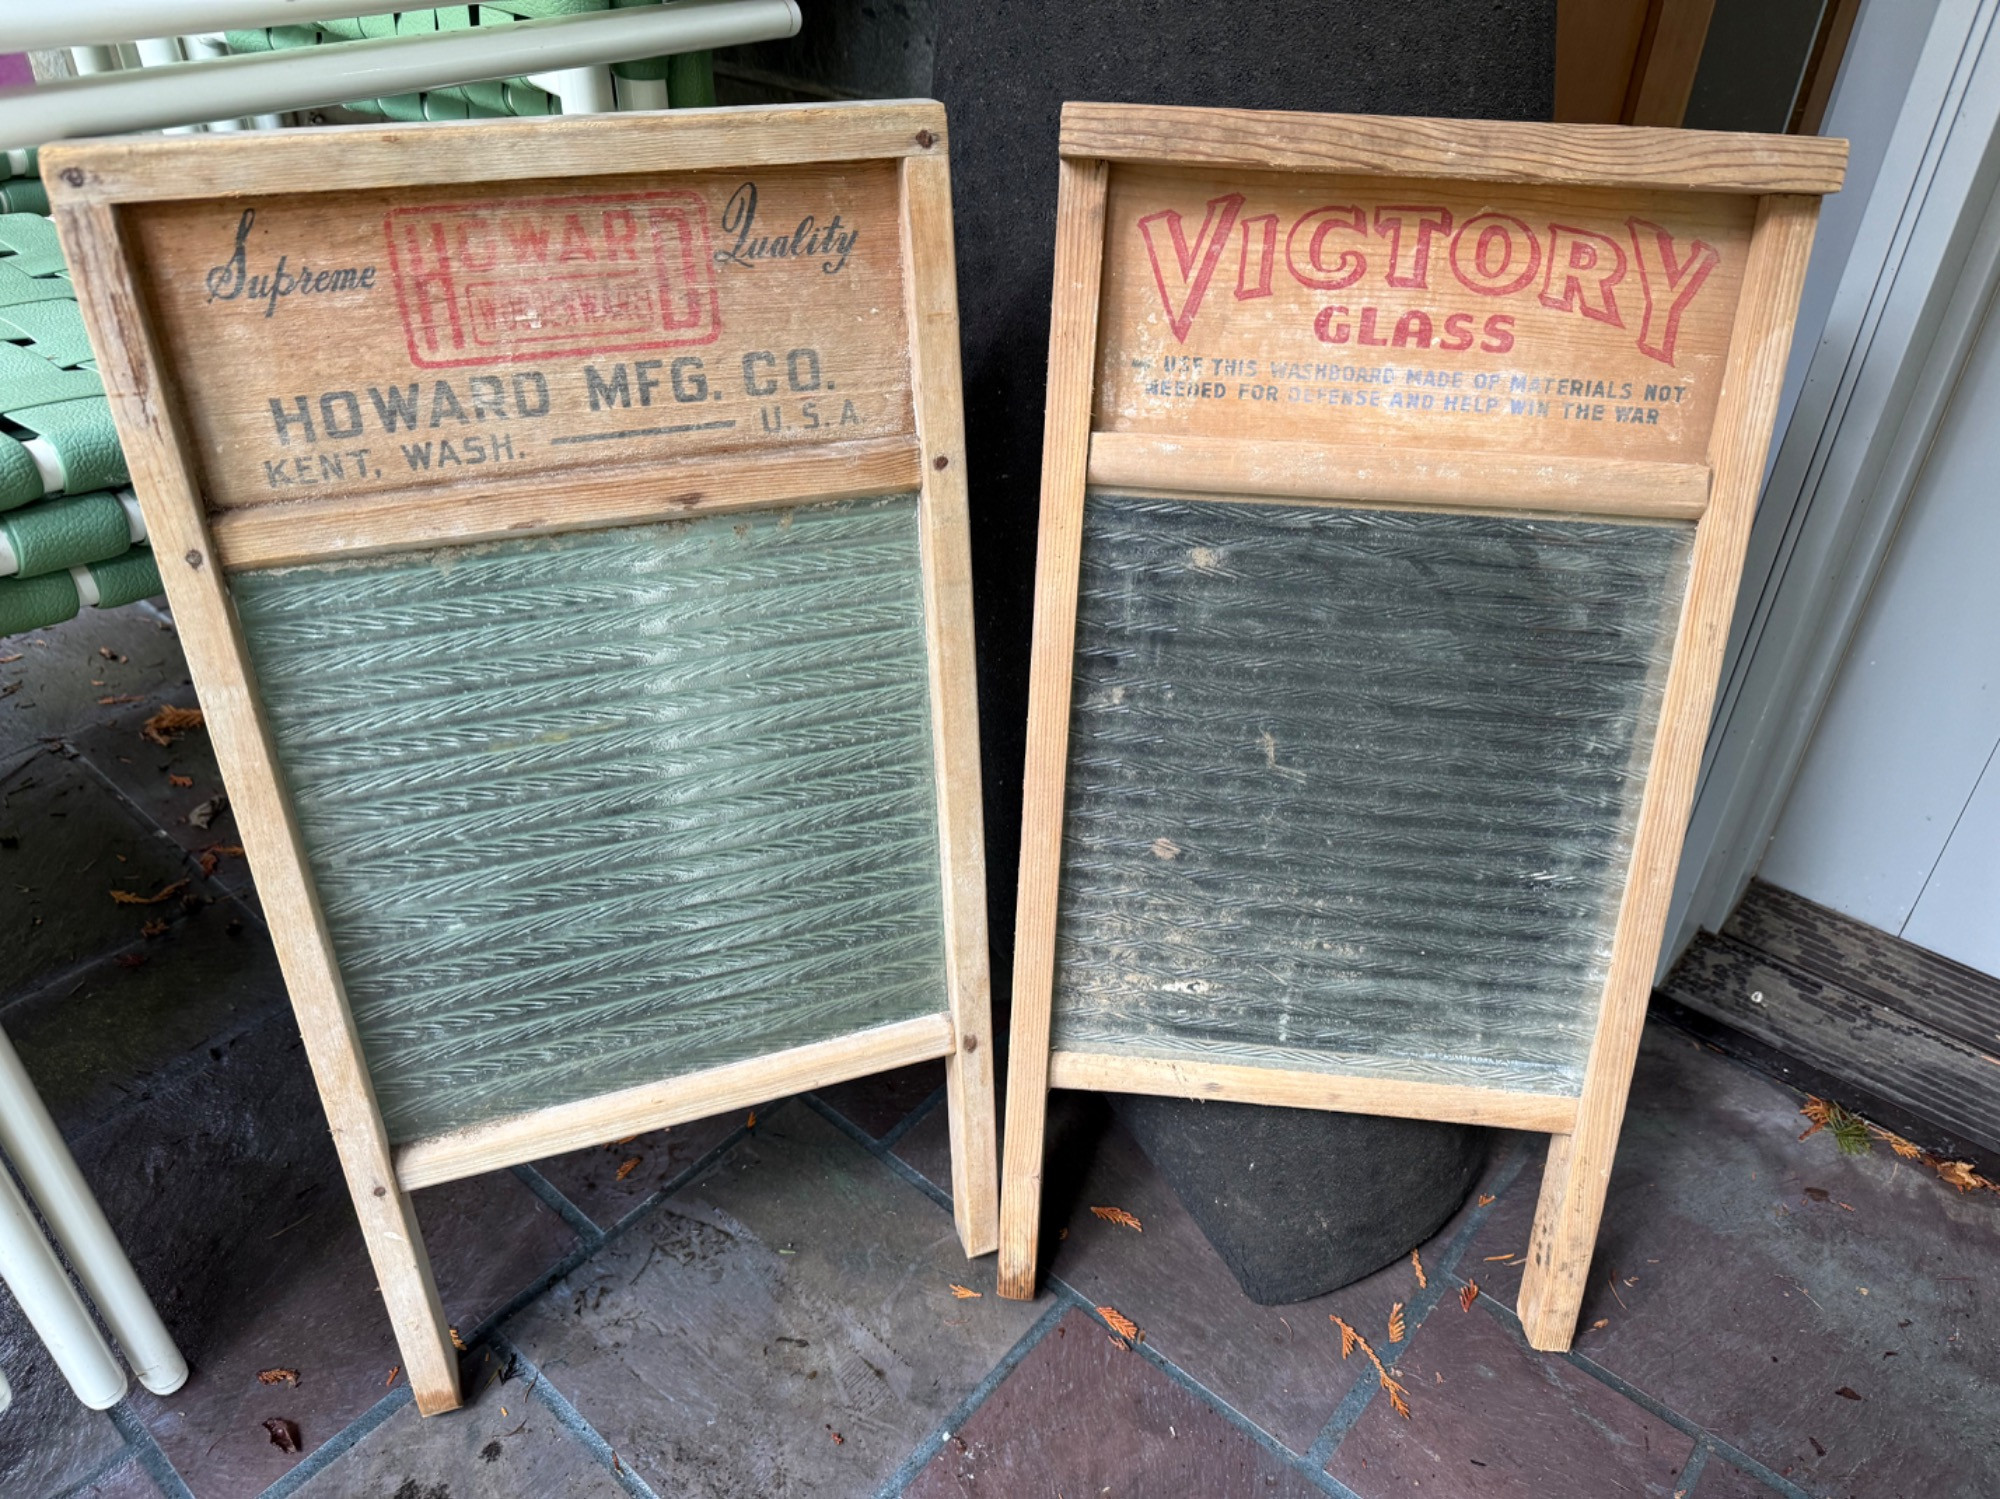 Supreme HOWARD Quality
WOODENWARE
HOWARD MFG. CO.
KENT, WASH. U.S.A.
VICTORY
GLASS
USE THIS WASHBOARD MADE OF MATERIALS NOT
NEEDED FOR DEFENSE AND HELP WIN THE WAR